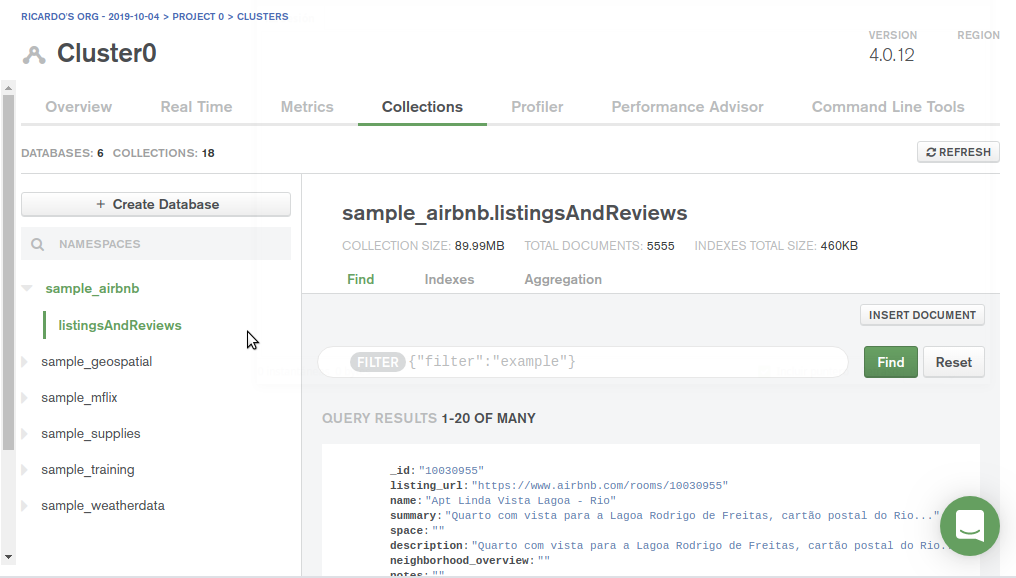 RICARDO'S ORG - 2019-10-04 > PROJECT 0 > CLUSTERS
Cluster0
VERSION
4.0.12
REGION
Overview Real Time Metrics Collections Profiler Performance Advisor Command Line Tools
DATABASES: 6 COLLECTIONS: 18
REFRESH
+ Create Database
NAMESPACES
sample_airbnb
listingsAndReviews
sample_geospatial
sample_mflix
sample_supplies
sample_training
sample_weatherdata
sample_airbnb.listingsAndReviews
COLLECTION SIZE: 89.99MB TOTAL DOCUMENTS: 5555 INDEXES TOTAL SIZE: 460KB
Find Indexes Aggregation
INSERT DOCUMENT
FILTER {"filter":"example"}
Find Reset
QUERY RESULTS 1-20 OF MANY
_id: "10030955"
listing_url: "https://www.airbnb.com/rooms/10030955"
name: "Apt Linda Vista Lagoa - Rio"
summary: "Quarto com vista para a Lagoa Rodrigo de Freitas, cartão postal do Rio..."
space: ""
description: "Quarto com vista para a Lagoa Rodrigo de Freitas, cartão postal do Rio.
neighborhood_overview: ""
notes: ""